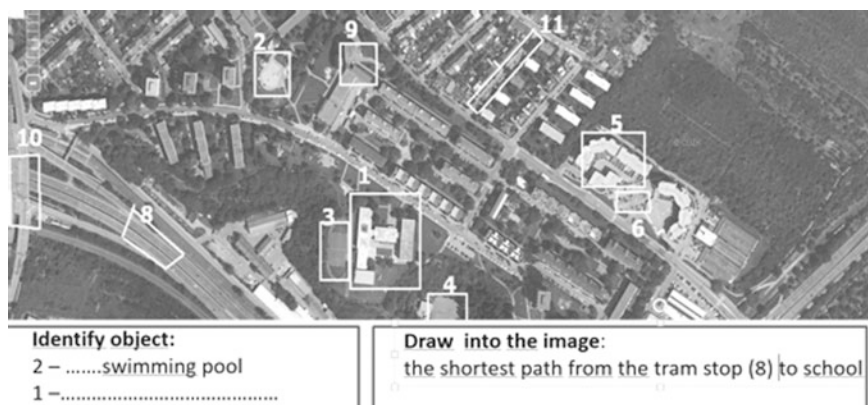 9
11
2
5
10
1
8
3
6
4
Identify object:
2 – .......swimming pool
1 –..........................................
Draw into the image:
the shortest path from the tram stop (8) to school